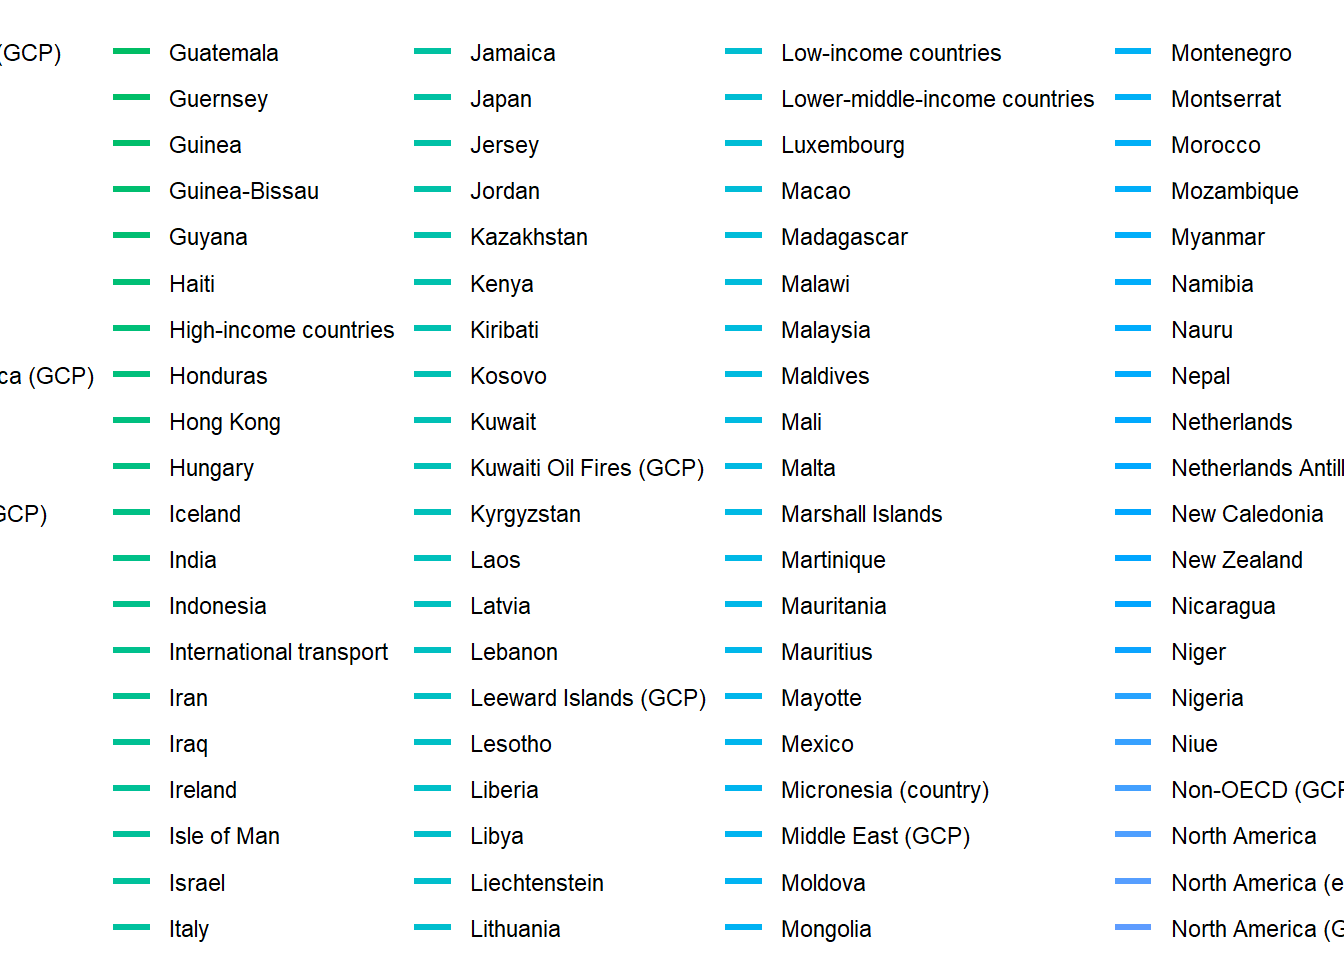 (GCP)
ca (GCP)
GCP)
Guatemala
Guernsey
Guinea
Guinea-Bissau
Guyana
Haiti
High-income countries
Honduras
Hong Kong
Hungary
Iceland
India
Indonesia
International transport
Iran
Iraq
Ireland
Isle of Man
Israel
Italy
Jamaica
Japan
Jersey
Jordan
Kazakhstan
Kenya
Kiribati
Kosovo
Kuwait
Kuwaiti Oil Fires (GCP)
Kyrgyzstan
Laos
Latvia
Lebanon
Leeward Islands (GCP)
Lesotho
Liberia
Libya
Liechtenstein
Lithuania
Low-income countries
Lower-middle-income countries
Luxembourg
Macao
Madagascar
Malawi
Malaysia
Maldives
Mali
Malta
Marshall Islands
Martinique
Mauritania
Mauritius
Mayotte
Mexico
Micronesia (country)
Middle East (GCP)
Moldova
Mongolia
Montenegro
Montserrat
Morocco
Mozambique
Myanmar
Namibia
Nauru
Nepal
Netherlands
Netherlands Antill
New Caledonia
New Zealand
Nicaragua
Niger
Nigeria
Niue
Non-OECD (GCP
North America
North America (e
North America (G